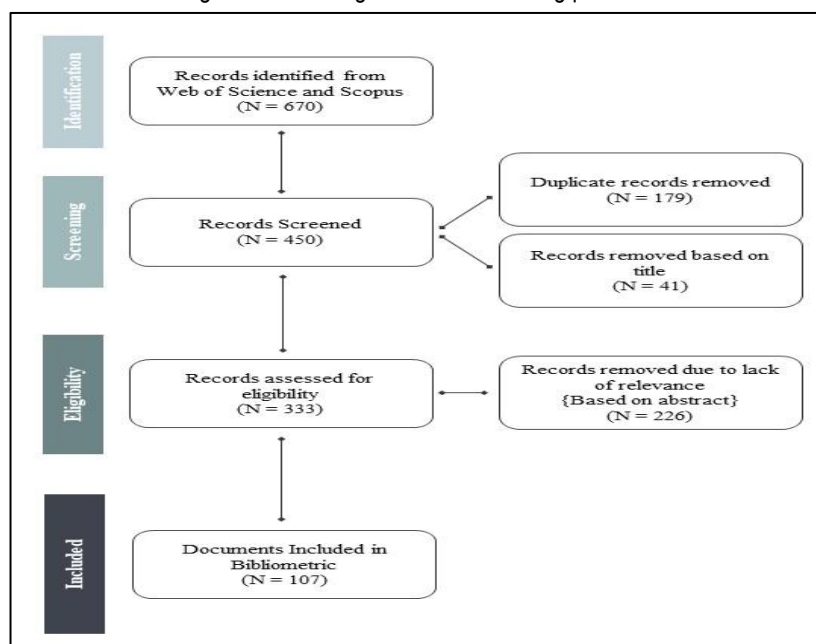 Identification
Records identified from
Web of Science and Scopus
(N = 670)
Screening
Records Screened
(N = 450)
Duplicate records removed
(N = 179)
Records removed based on
title
(N = 41)
Eligibility
Records assessed for
eligibility
(N = 333)
Records removed due to lack
of relevance
{Based on abstract}
(N = 226)
Included
Documents Included in
Bibliometric
(N = 107)